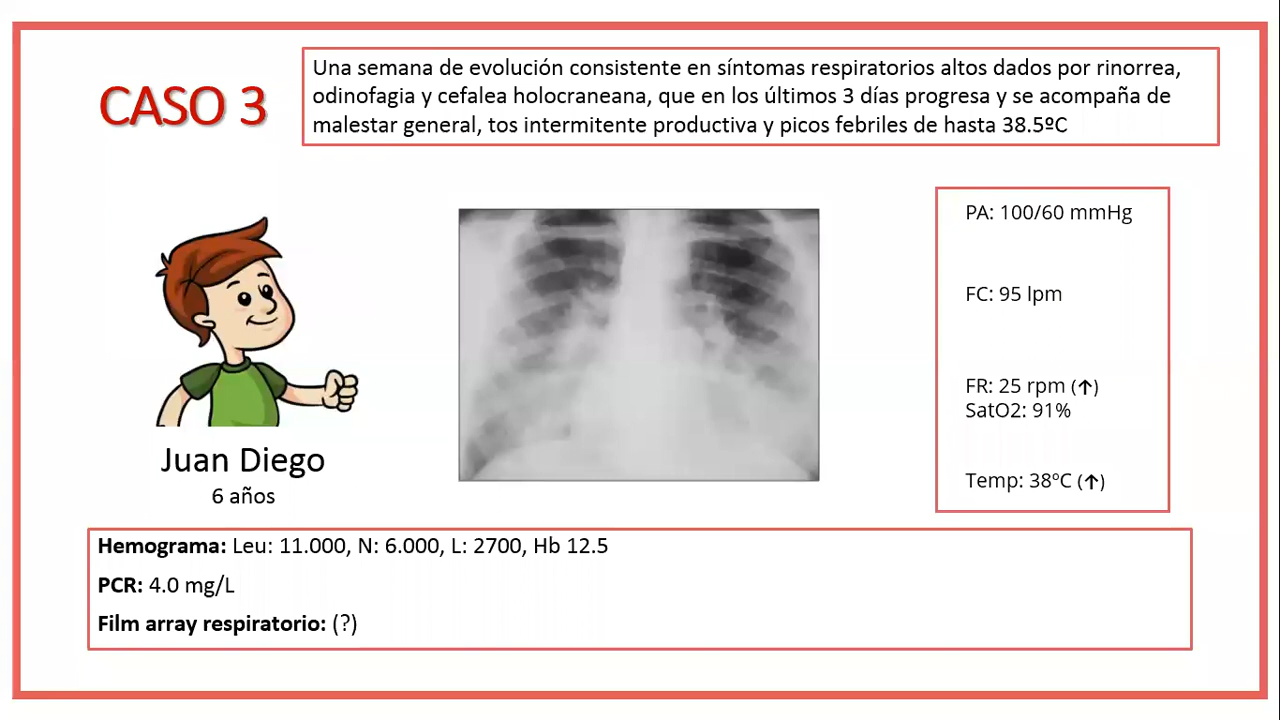 CASO 3
Una semana de evolución consistente en síntomas respiratorios altos dados por rinorrea,
odinofagia y cefalea holocraneana, que en los últimos 3 días progresa y se acompaña de
malestar general, tos intermitente productiva y picos febriles de hasta 38.5ºC
Juan Diego
6 años
PA: 100/60 mmHg
FC: 95 lpm
FR: 25 rpm (↑)
SatO2: 91%
Temp: 38°C (↑)
Hemograma: Leu: 11.000, N: 6.000, L: 2700, Hb 12.5
PCR: 4.0 mg/L
Film array respiratorio: (?)